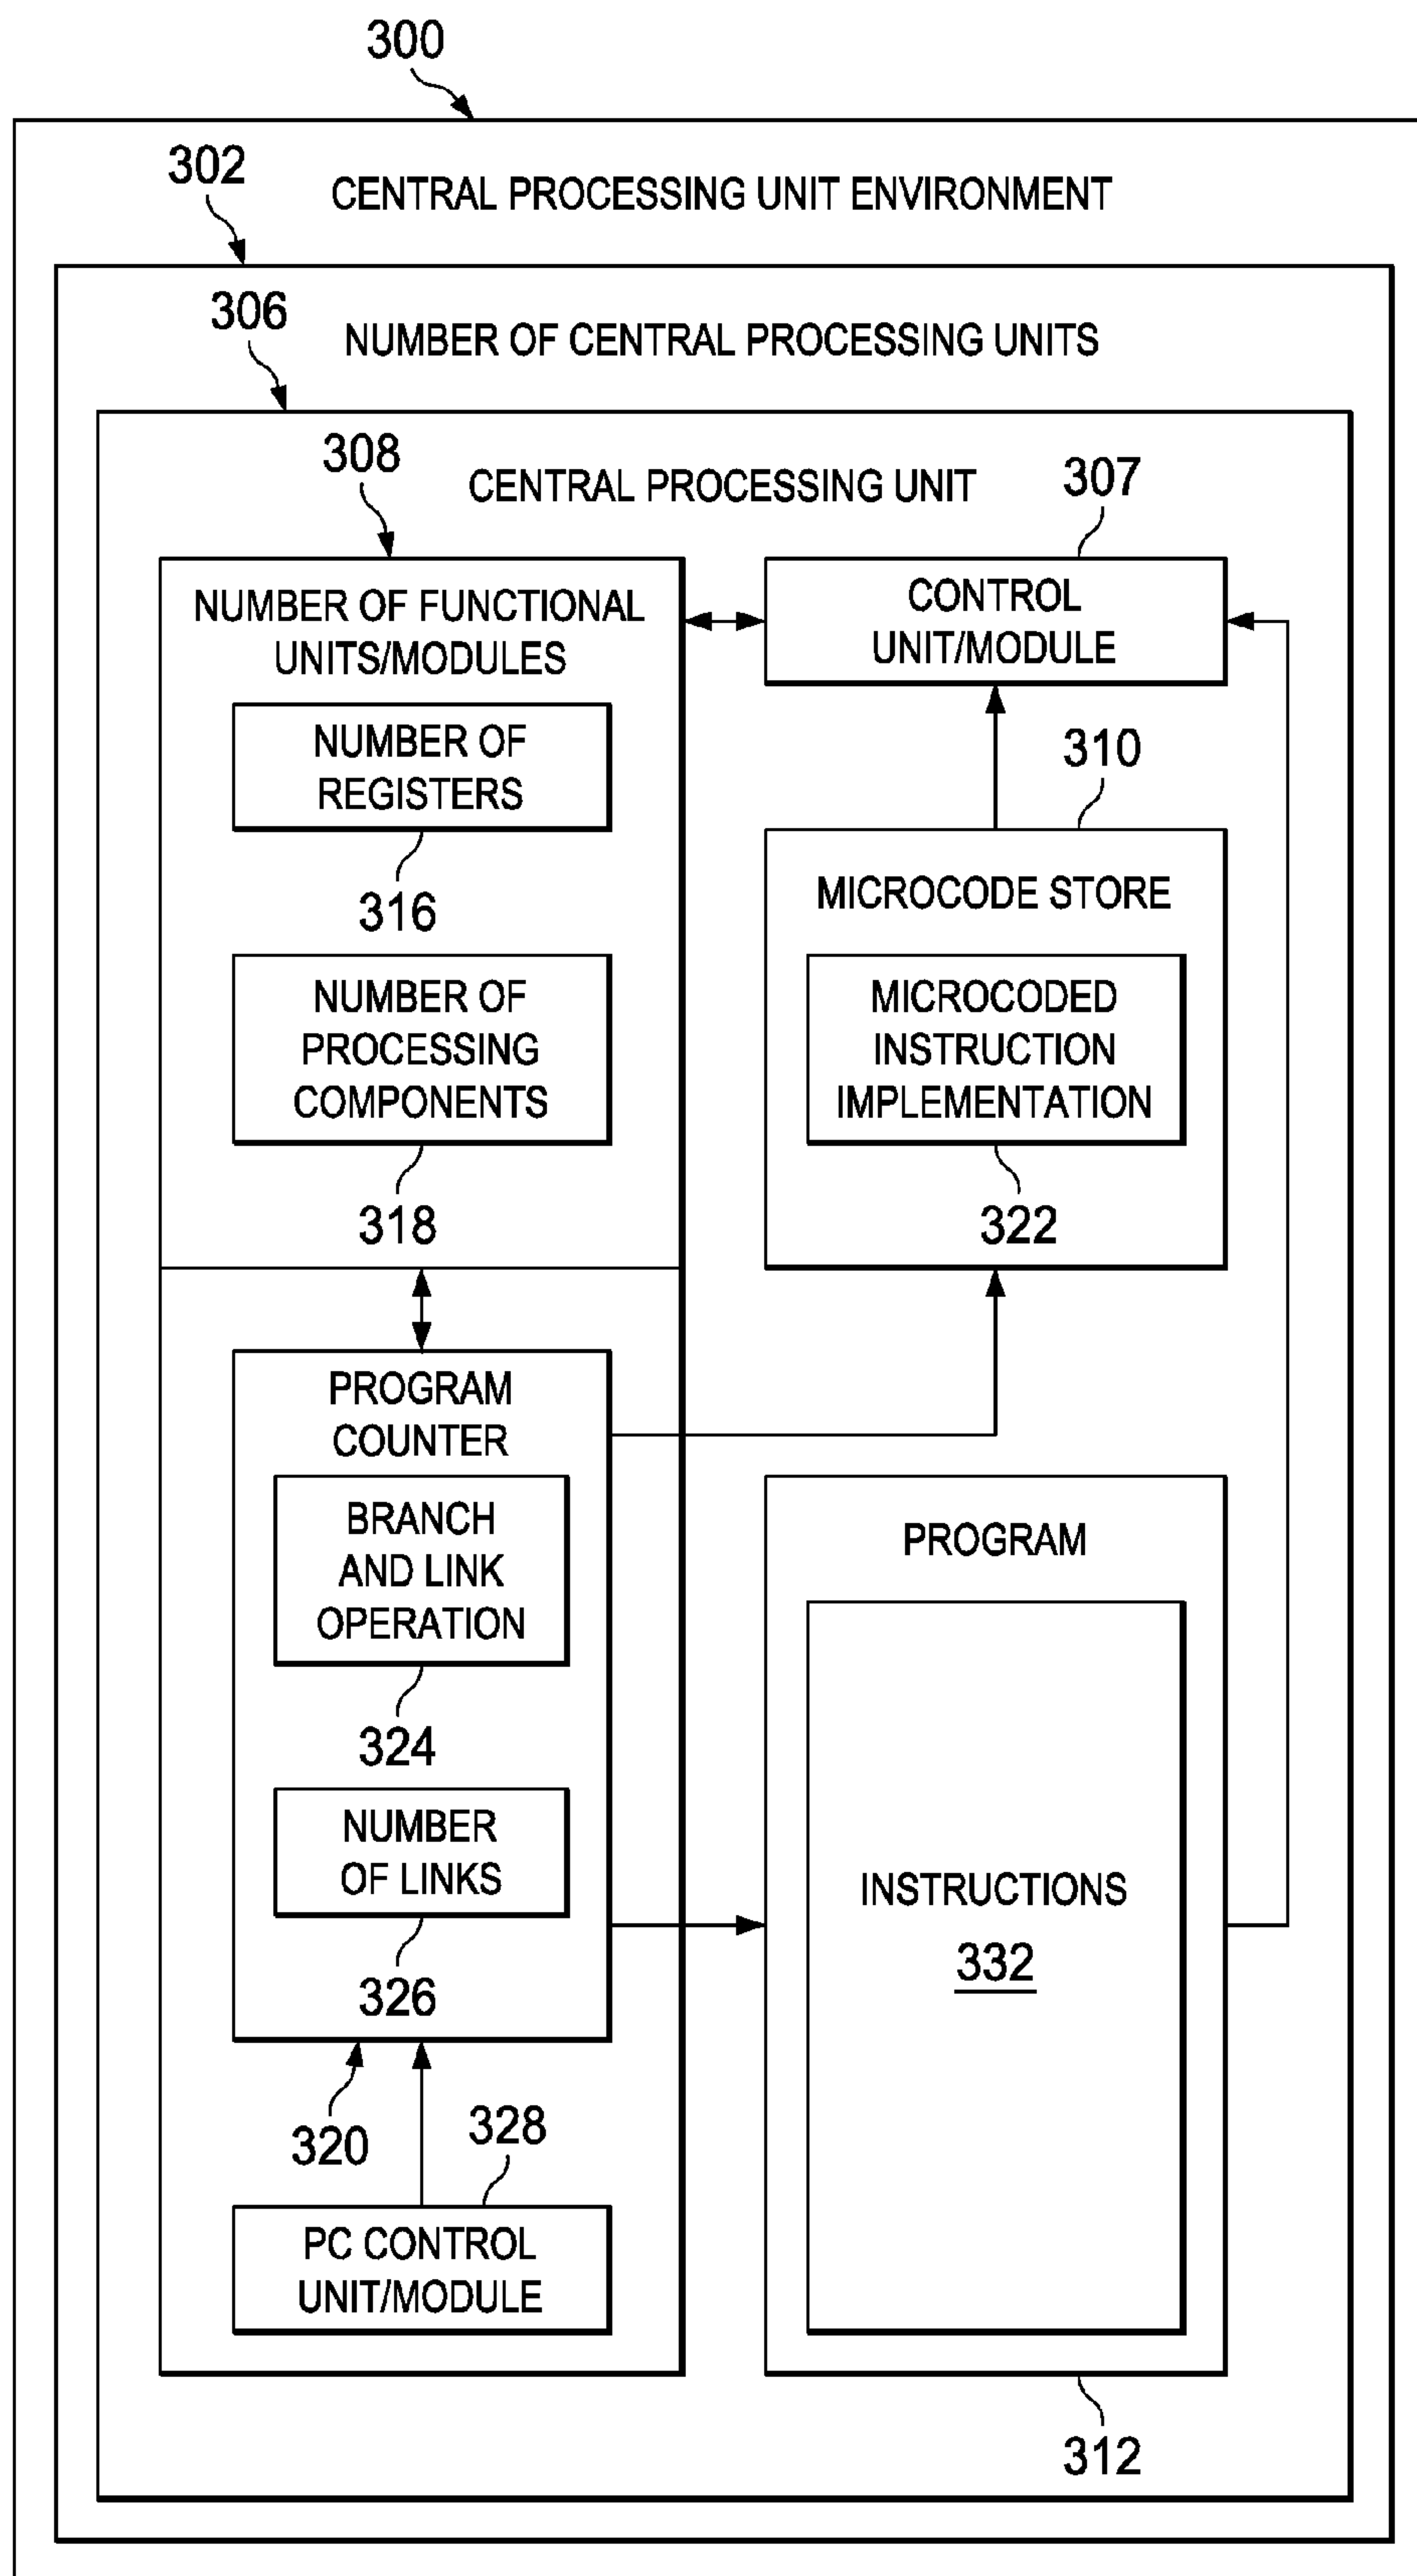 300
302
CENTRAL PROCESSING UNIT ENVIRONMENT
306
NUMBER OF CENTRAL PROCESSING UNITS
308
CENTRAL PROCESSING UNIT
307
NUMBER OF FUNCTIONAL
UNITS/MODULES
CONTROL
UNIT/MODULE
NUMBER OF
REGISTERS
316
310
MICROCODE STORE
NUMBER OF
PROCESSING
COMPONENTS
318
MICROCODED
INSTRUCTION
IMPLEMENTATION
322
PROGRAM
COUNTER
BRANCH
AND LINK
OPERATION
324
NUMBER
OF LINKS
326
320
328
PC CONTROL
UNIT/MODULE
PROGRAM
INSTRUCTIONS
332
312